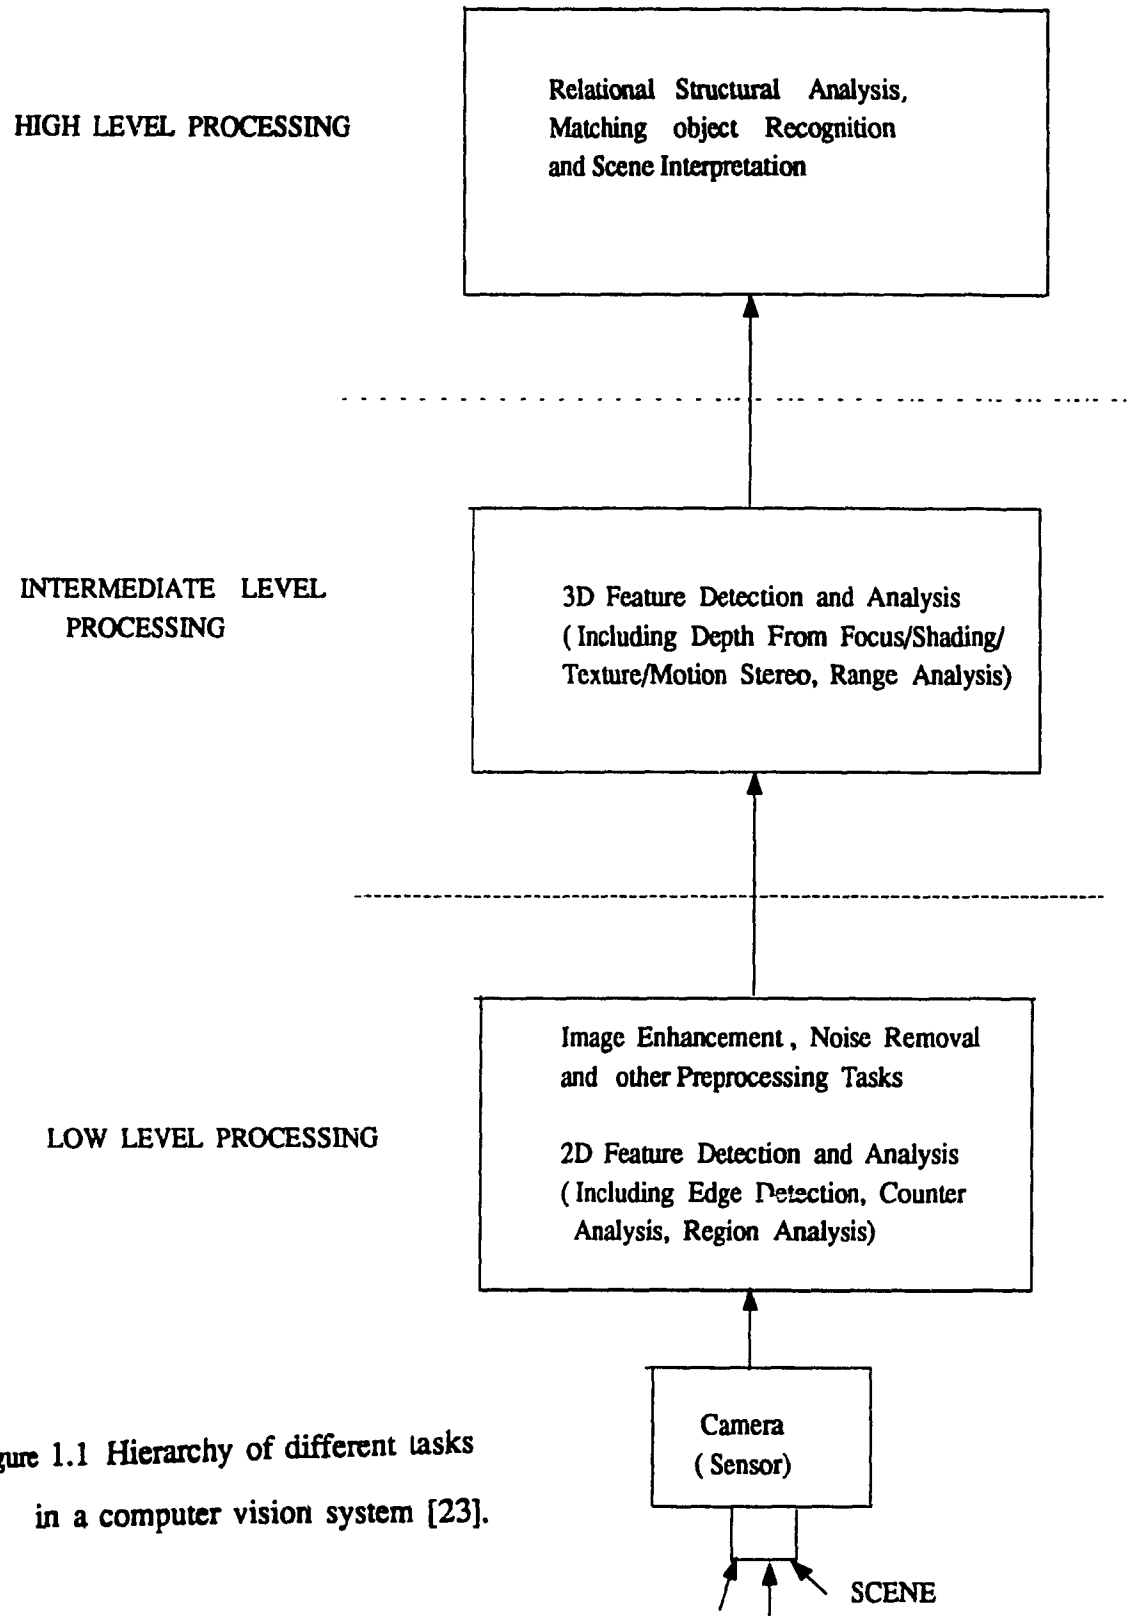 HIGH LEVEL PROCESSING
Relational Structural Analysis,
Matching object Recognition
and Scene Interpretation
INTERMEDIATE LEVEL
PROCESSING
3D Feature Detection and Analysis
( Including Depth From Focus/Shading/
Texture/Motion Stereo, Range Analysis)
LOW LEVEL PROCESSING
Image Enhancement , Noise Removal
and other Preprocessing Tasks
2D Feature Detection and Analysis
( Including Edge Detection, Counter
Analysis, Region Analysis)
Camera
( Sensor)
SCENE
gure 1.1 Hierarchy of different tasks
in a computer vision system [23].